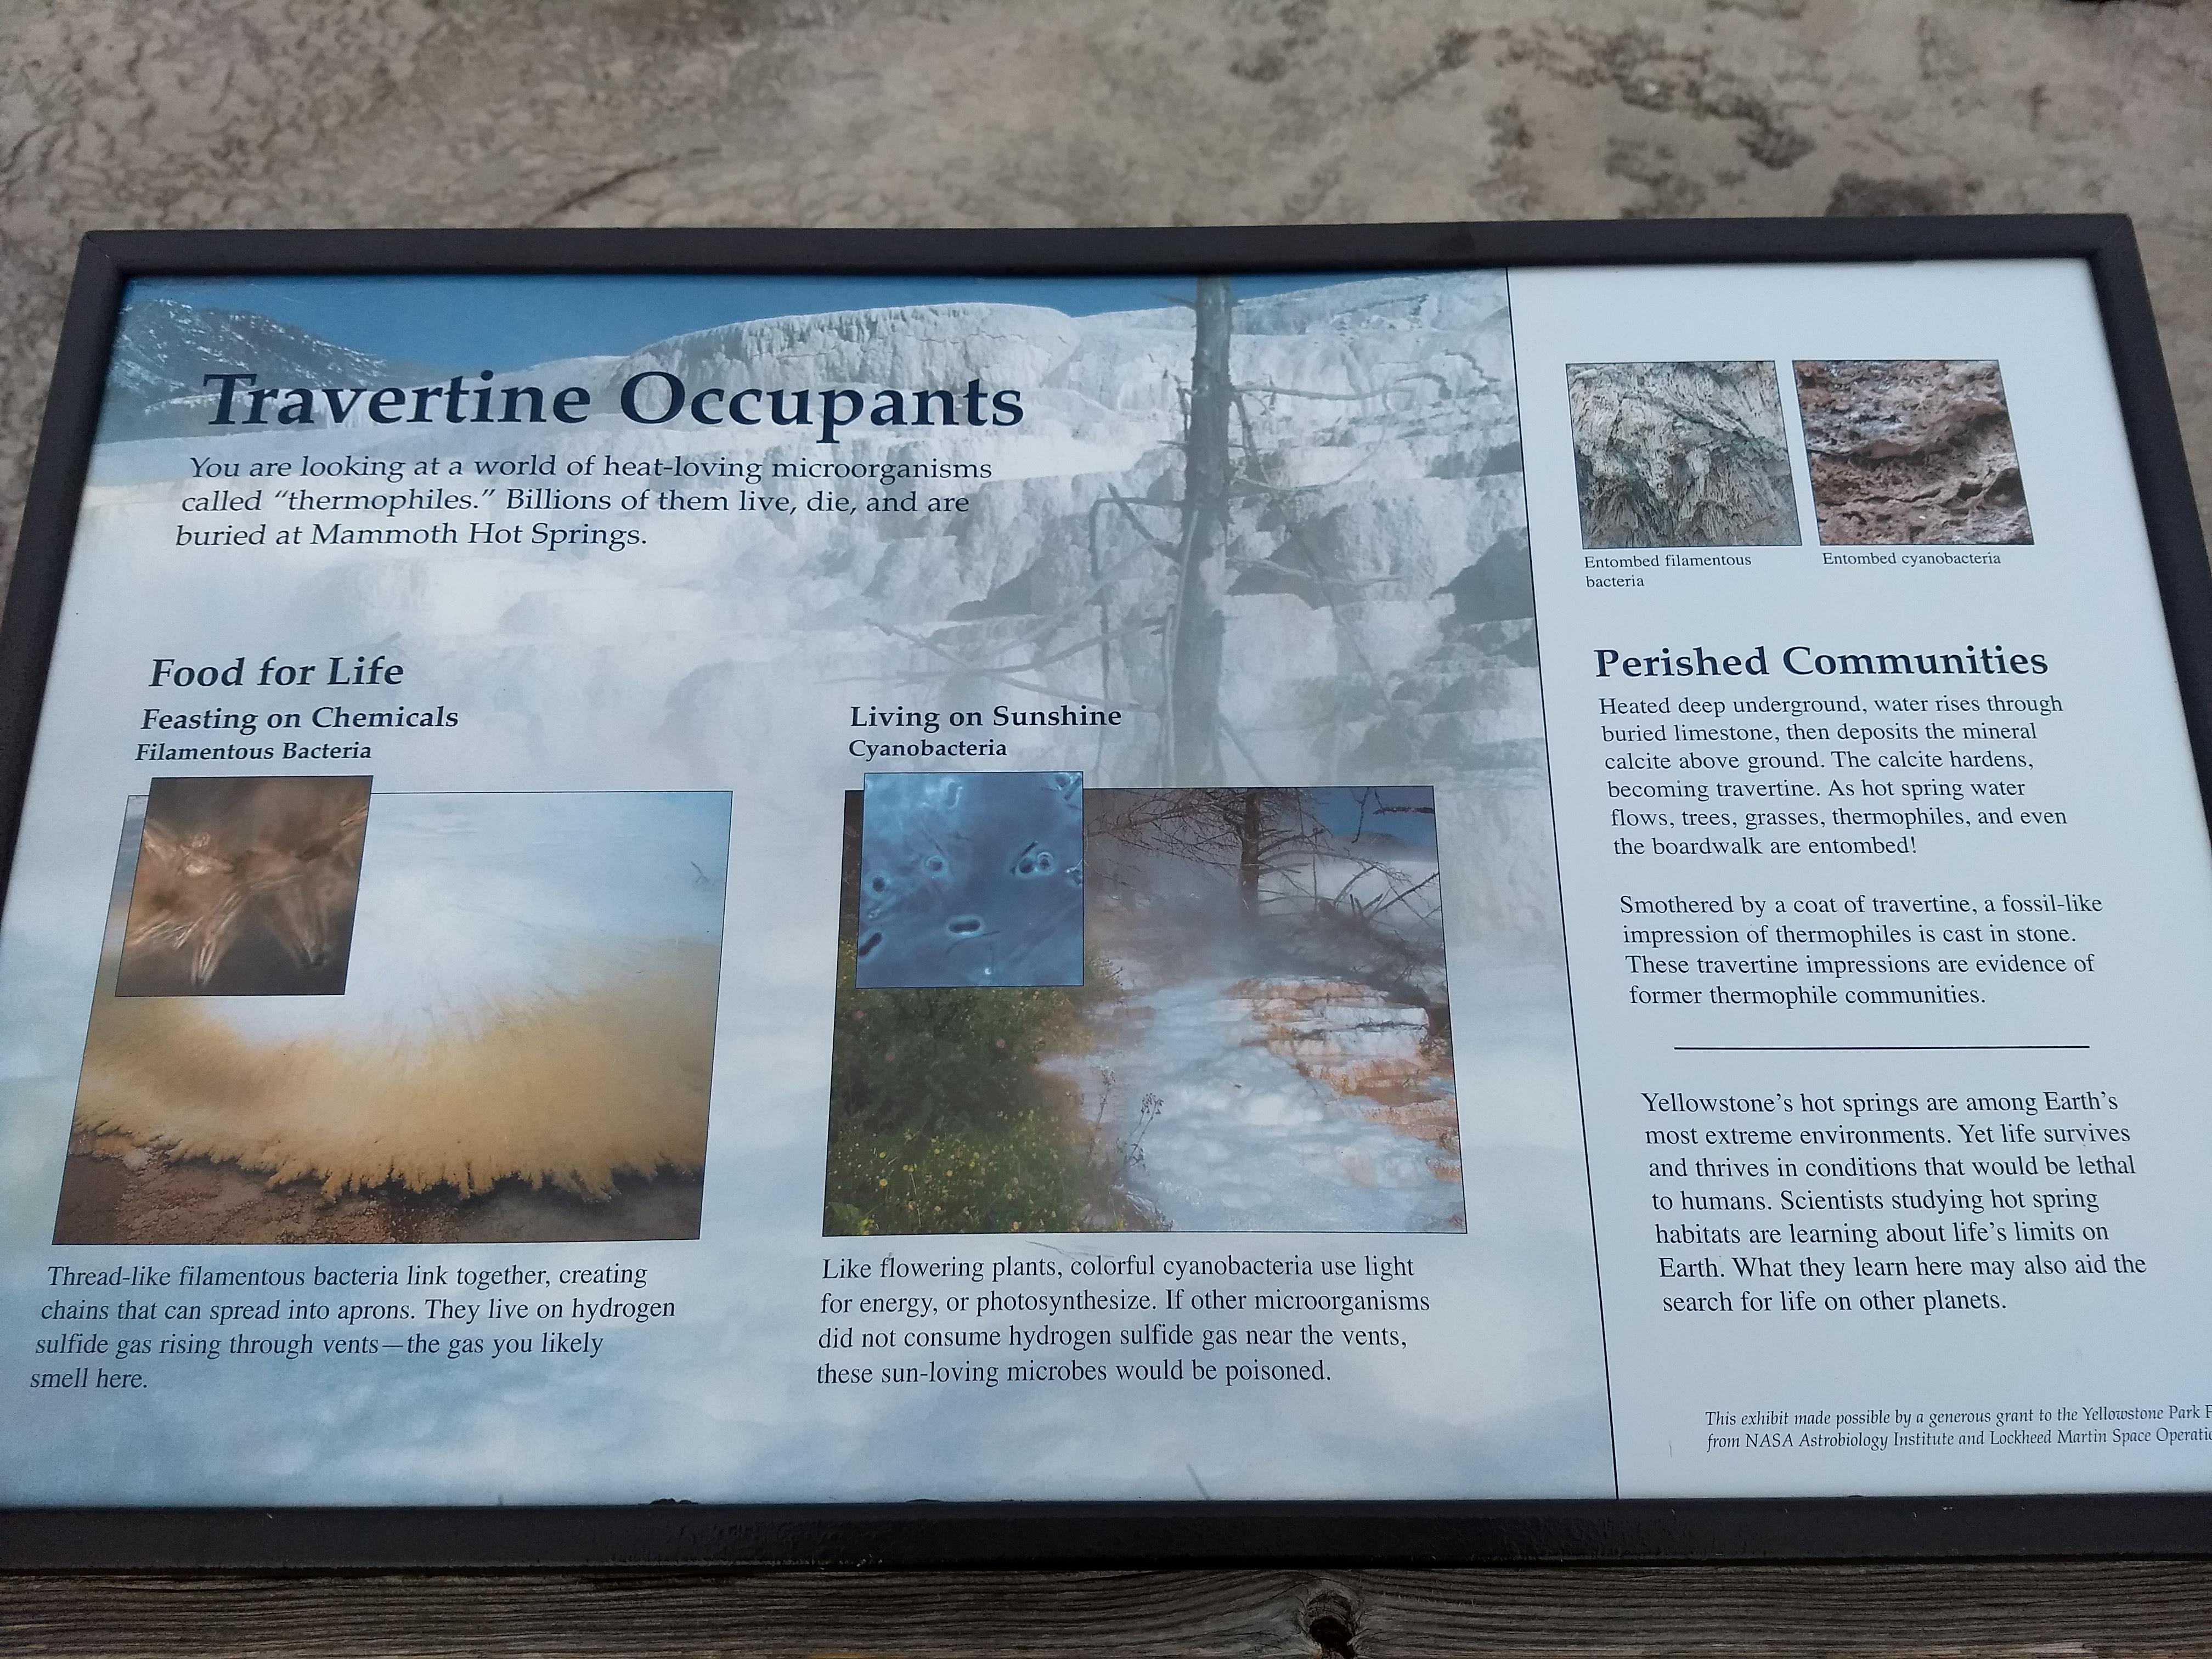 Travertine Occupants
You are looking at a world of heat-loving microorganisms
called “thermophiles.” Billions of them live, die, and are
buried at Mammoth Hot Springs.
Food for Life
Feasting on Chemicals
Filamentous Bacteria
Thread-like filamentous bacteria link together, creating
chains that can spread into aprons. They live on hydrogen
sulfide gas rising through vents—the gas you likely
smell here.
Living on Sunshine
Cyanobacteria
Like flowering plants, colorful cyanobacteria use light
for energy, or photosynthesize. If other microorganisms
did not consume hydrogen sulfide gas near the vents,
these sun-loving microbes would be poisoned.
Entombed filamentous
bacteria
Entombed cyanobacteria
Perished Communities
Heated deep underground, water rises through
buried limestone, then deposits the mineral
calcite above ground. The calcite hardens,
becoming travertine. As hot spring water
flows, trees, grasses, thermophiles, and even
the boardwalk are entombed!
Smothered by a coat of travertine, a fossil-like
impression of thermophiles is cast in stone.
These travertine impressions are evidence of
former thermophile communities.
Yellowstone’s hot springs are among Earth’s
most extreme environments. Yet life survives
and thrives in conditions that would be lethal
to humans. Scientists studying hot spring
habitats are learning about life’s limits on
Earth. What they learn here may also aid the
search for life on other planets.
This exhibit made possible by a generous grant to the Yellowstone Park
from NASA Astrobiology Institute and Lockheed Martin Space